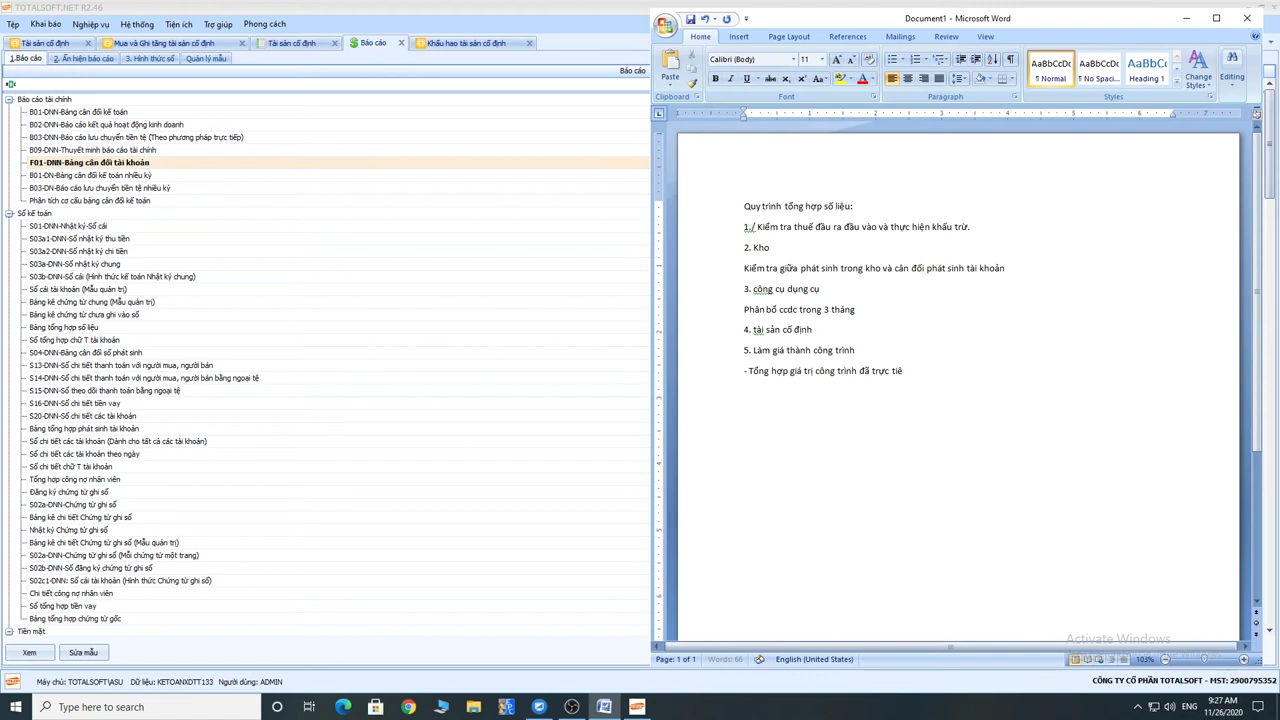 TOTALSOFT.NET R2.46
Tệp Khai báo Nghiệp vụ Hệ thống Tiện ích Trợ giúp Phong cách
Tài sản cố định Mua và Ghi tăng tài sản cố định Tài sản cố định Báo cáo Khấu hao tài sản cố định
1.Báo cáo 2. Ẩn hiện báo cáo 3. Hình thức sổ Quản lý mẫu
Báo cáo
Báo cáo tài chính
B01-DNN-Bảng cân đối kế toán
B02-DNN-Báo cáo kết quả hoạt động kinh doanh
B03-DNN-Báo cáo lưu chuyển tiền tệ (Theo phương pháp trực tiếp)
B09-DNN-Thuyết minh báo cáo tài chính
F01-DNN-Bảng cân đối tài khoản
B01-DN-Bảng cân đối kế toán nhiều kỳ
B03-DN-Báo cáo lưu chuyển tiền tệ nhiều kỳ
Phân tích cơ cấu bảng cân đối kế toán
Sổ kế toán
S01-DNN-Nhật ký-Sổ cái
S03a1-DNN-Sổ nhật ký thu tiền
S03a2-DNN-Sổ nhật ký chi tiền
S03a-DNN-Sổ nhật ký chung
S03b-DNN-Sổ cái (Hình thức kế toán Nhật ký chung)
Sổ cái tài khoản (Mẫu quản trị)
Bảng kê chứng từ chung (Mẫu quản trị)
Bảng kê chứng từ chưa ghi vào sổ
Bảng tổng hợp số liệu
Sổ tổng hợp chữ T tài khoản
S04-DNN-Bảng cân đối số phát sinh
S13-DNN-Sổ chi tiết thanh toán với người mua, người bán
S14-DNN-Sổ chi tiết thanh toán với người mua, người bán bằng ngoại tệ
S15-DNN-Sổ theo dõi thanh toán bằng ngoại tệ
S16-DNN-Sổ chi tiết tiền vay
S20-DNN-Sổ chi tiết các tài khoản
Bảng tổng hợp phát sinh tài khoản
Sổ chi tiết các tài khoản (Dành cho tất cả các tài khoản)
Sổ chi tiết các tài khoản theo ngày
Sổ chi tiết chữ T tài khoản
Tổng hợp công nợ nhân viên
Đăng ký chứng từ ghi sổ
S02a-DNN-Chứng từ ghi sổ
Bảng kê chi tiết Chứng từ ghi sổ
Nhật ký Chứng từ ghi sổ
Bảng kê chi tiết Chứng từ ghi sổ (Mẫu quản trị)
S02a-DNN-Chứng từ ghi sổ (Mỗi chứng từ một trang)
S02b-DNN-Sổ đăng ký chứng từ ghi sổ
S02c1-DNN: Sổ cái tài khoản (Hình thức Chứng từ ghi sổ)
Chi tiết công nợ nhân viên
Sổ tổng hợp tiền vay
Bảng tổng hợp chứng từ gốc
Tiền mặt
Xem Sửa mẫu
Máy chủ: TOTALSOFT\ASU Dữ liệu: KETOANXDTT133 Người dùng: ADMIN
CÔNG TY CỔ PHẦN TOTALSOFT - MST: 2900795352
Document1 - Microsoft Word
Home Insert Page Layout References Mailings Review View
Paste
Calibri (Body) 11
AaBbCcDc AaBbCcDc AaBbCc
¶ Normal ¶ No Spaci... Heading 1
Change Styles
Editing
Clipboard Font Paragraph Styles
Quy trình tổng hợp số liệu:
1./ Kiểm tra thuế đầu ra đầu vào và thực hiện khấu trừ.
2. Kho
Kiểm tra giữa phát sinh trong kho và cân đối phát sinh tài khoản
3. công cụ dụng cụ
Phân bổ ccdc trong 3 tháng
4. tài sản cố định
5. Làm giá thành công trình
- Tổng hợp giá trị công trình đã trực tiê
Activate Windows
Page: 1 of 1 Words: 66 English (United States) 103%
Type here to search
ENG
9:27 AM
11/26/2020